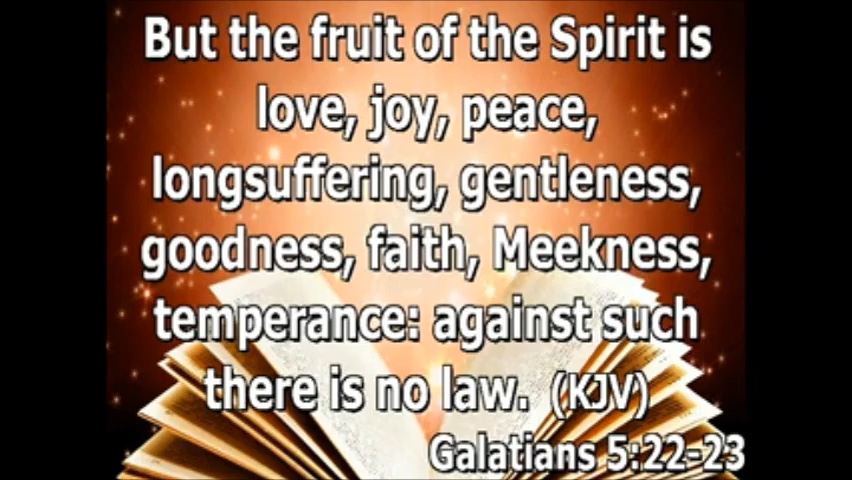 But the fruit of the Spirit is
love, joy, peace,
longsuffering, gentleness,
goodness, faith, Meekness,
temperance: against such
there is no law. (KJV)
Galatians 5:22-23